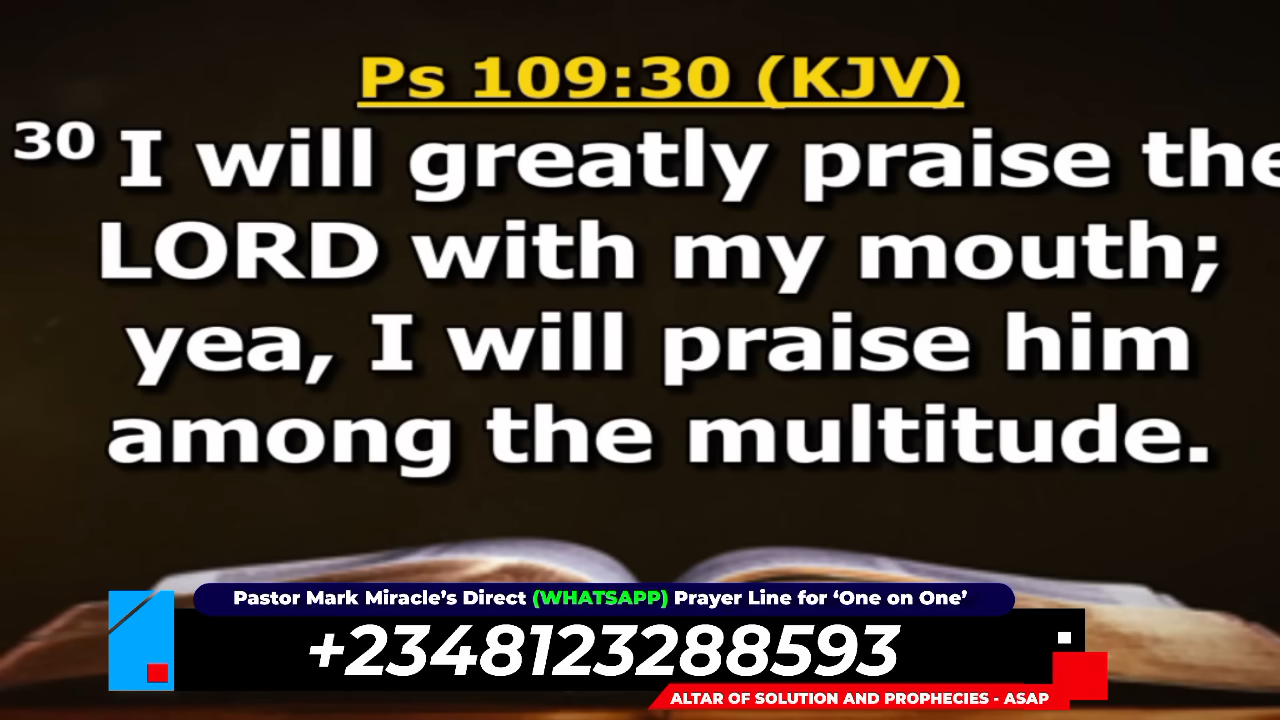 Ps 109:30 (KJV)
30 I will greatly praise the
LORD with my mouth;
yea, I will praise him
among the multitude.
Pastor Mark Miracle's Direct (WHATSAPP) Prayer Line for ‘One on One’
+2348123288593
ALTAR OF SOLUTION AND PROPHECIES - ASAP